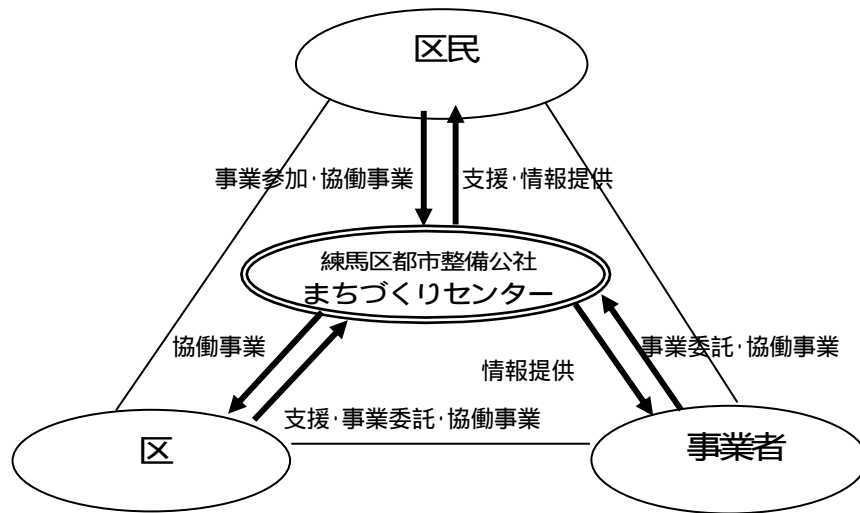 区民
事業参加・協働事業
支援・情報提供
練馬区都市整備公社
まちづくりセンター
協働事業
情報提供
事業委託・協働事業
支援・事業委託・協働事業
区
事業者